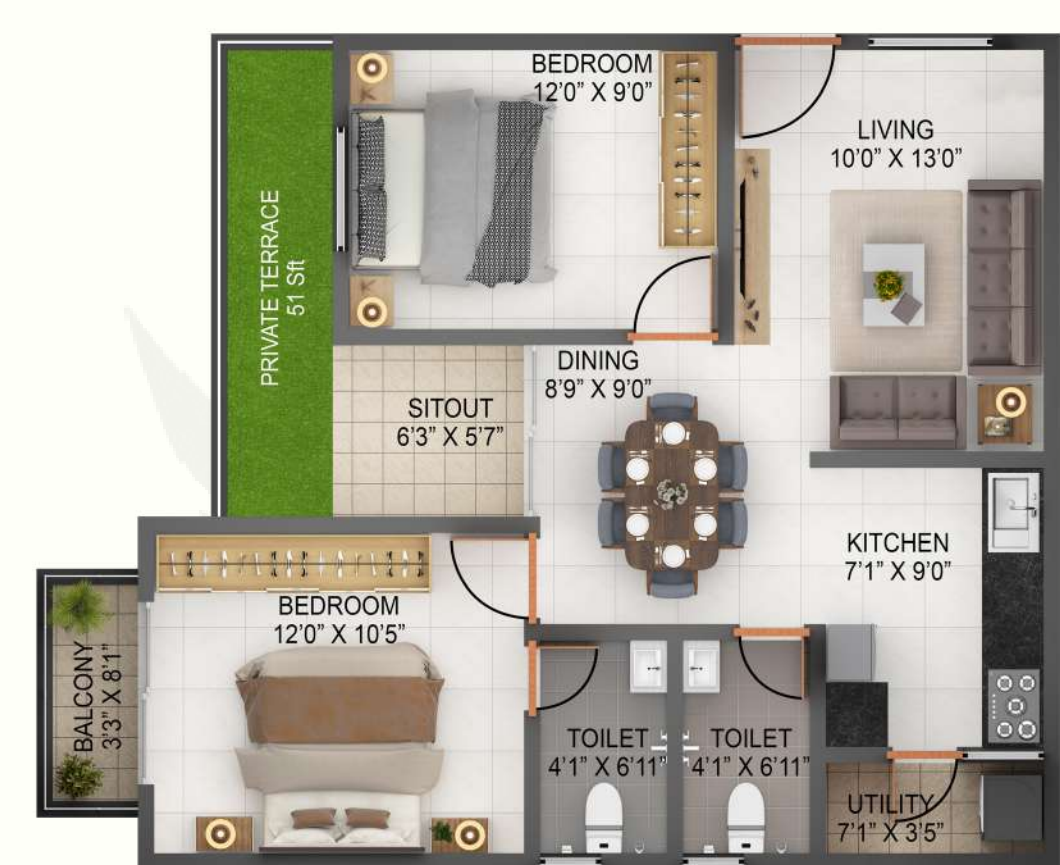 BEDROOM
12’0” X 9’0”
LIVING
10’0” X 13’0”
PRIVATE TERRACE
51 Sft
DINING
8’9” X 9’0”
SITOUT
6’3” X 5’7”
KITCHEN
7’1” X 9’0”
BEDROOM
12’0” X 10’5”
BALCONY
3’3” X 8’1”
TOILET
4’1” X 6’11”
TOILET
4’1” X 6’11”
UTILITY
7’1” X 3’5”